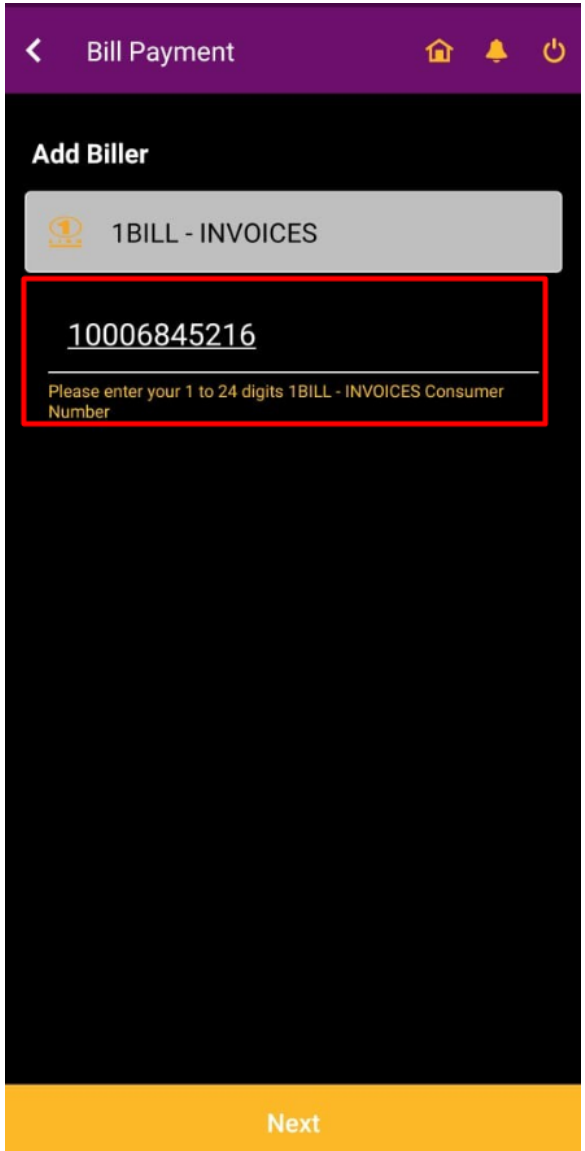 Bill Payment
Add Biller
1BILL - INVOICES
10006845216
Please enter your 1 to 24 digits 1BILL - INVOICES Consumer
Number
Next